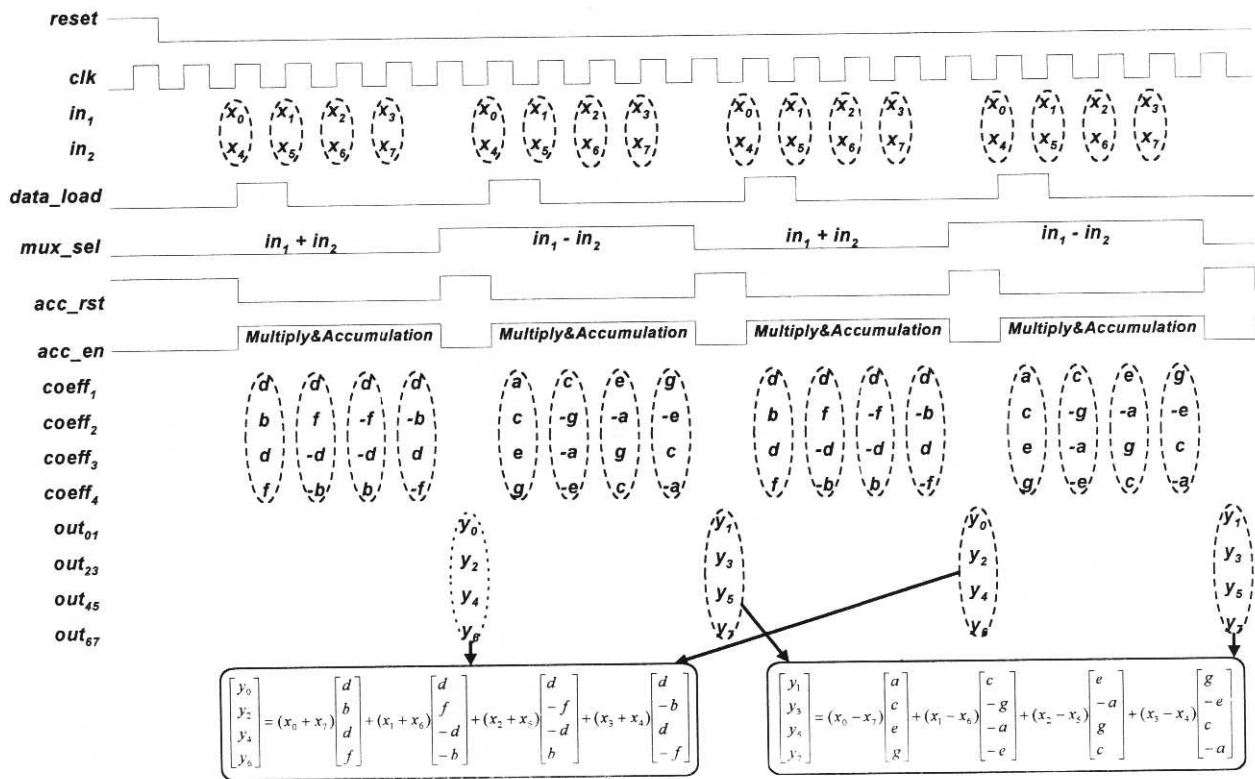 reset
clk
in₁ x₀ x₁ x₂ x₃ x₀ x₁ x₂ x₃ x₀ x₁ x₂ x₃ x₀ x₁ x₂ x₃
in₂ x₄ x₅ x₆ x₇ x₄ x₅ x₆ x₇ x₄ x₅ x₆ x₇ x₄ x₅ x₆ x₇
data_load
mux_sel in₁ + in₂ in₁ - in₂ in₁ + in₂ in₁ - in₂
acc_rst
acc_en Multiply&Accumulation Multiply&Accumulation Multiply&Accumulation Multiply&Accumulation
coeff₁ d d d d a c e g d d d d a c e g
coeff₂ b f -f -b c -g -a -e b f -f -b c -g -a -e
coeff₃ d -d -d d e -a g c d -d -d d e -a g c
coeff₄ f -b b -f g -e c -a f -b b -f g -e c -a
out₀₁ y₀ y₁ y₀ y₁
out₂₃ y₂ y₃ y₂ y₃
out₄₅ y₄ y₅ y₄ y₅
out₆₇ y₆ y₇ y₆ y₇
[y₀ y₂ y₄ y₆] = (x₀ + x₇) [d b d f] + (x₁ + x₆) [d f -d -b] + (x₂ + x₅) [d -f -d b] + (x₃ + x₄) [d -b d -f]
[y₁ y₃ y₅ y₇] = (x₀ - x₇) [a c e g] + (x₁ - x₆) [c -g -a -e] + (x₂ - x₅) [e -a g c] + (x₃ - x₄) [g -e c -a]